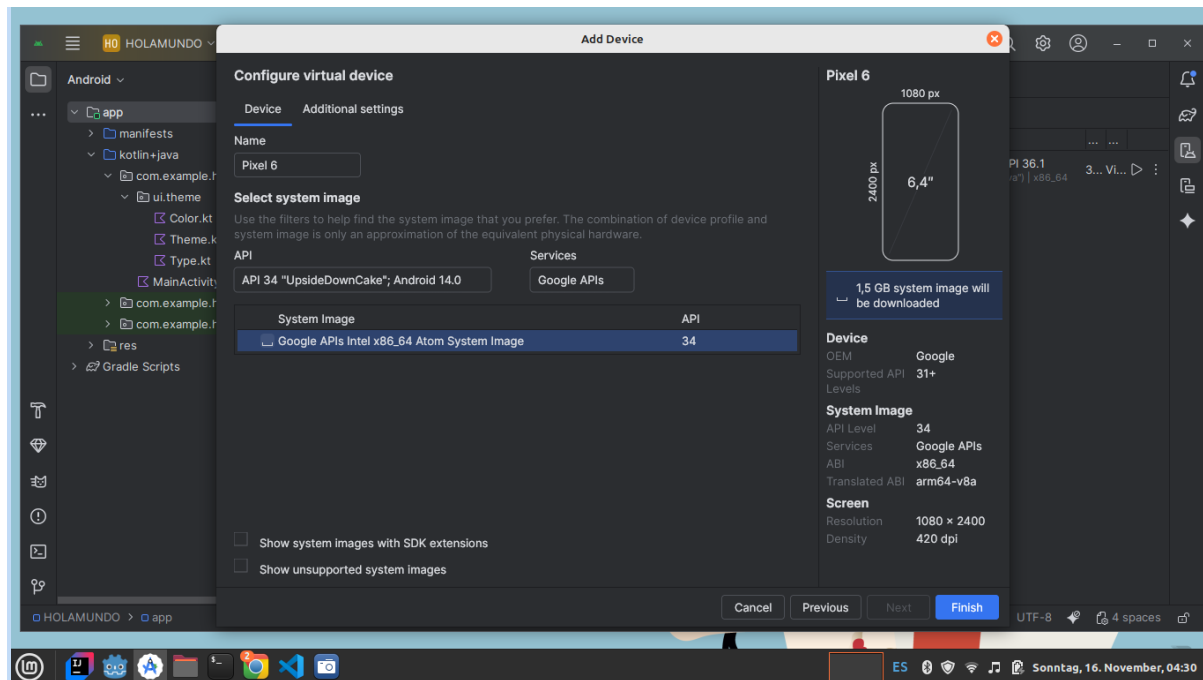 Add Device
HO HOLAMUNDO
Android
app
manifests
kotlin+java
com.example.h
ui.theme
Color.kt
Theme.k
Type.kt
MainActivity
com.example.h
com.example.h
res
Gradle Scripts
HOLAMUNDO > app
Configure virtual device
Device Additional settings
Name
Pixel 6
Select system image
Use the filters to help find the system image that you prefer. The combination of device profile and
system image is only an approximation of the equivalent physical hardware.
API Services
API 34 "UpsideDownCake"; Android 14.0 Google APIs
System Image API
Google APIs Intel x86_64 Atom System Image 34
Show system images with SDK extensions
Show unsupported system images
Cancel Previous Next Finish
Pixel 6
1080 px
2400 px
6,4"
1,5 GB system image will
be downloaded
Device
OEM Google
Supported API 31+
Levels
System Image
API Level 34
Services Google APIs
ABI x86_64
Translated ABI arm64-v8a
Screen
Resolution 1080 × 2400
Density 420 dpi
... ...
PI 36.1 3... Vi...
| x86_64
UTF-8 4 spaces
2
ES Sonntag, 16. November, 04:30